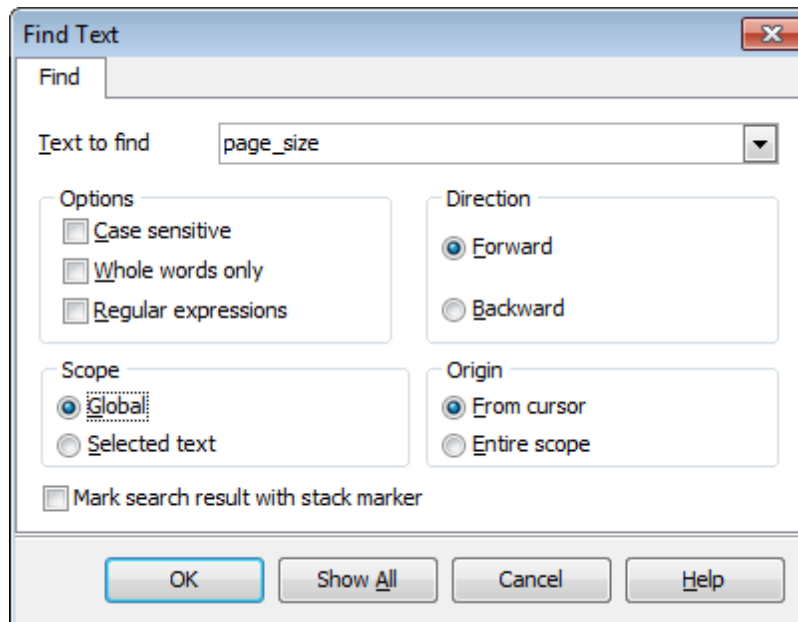 Find Text
Find
Text to find page_size
Options
Case sensitive
Whole words only
Regular expressions
Direction
Forward
Backward
Scope
Global
Selected text
Origin
From cursor
Entire scope
Mark search result with stack marker
OK Show All Cancel Help